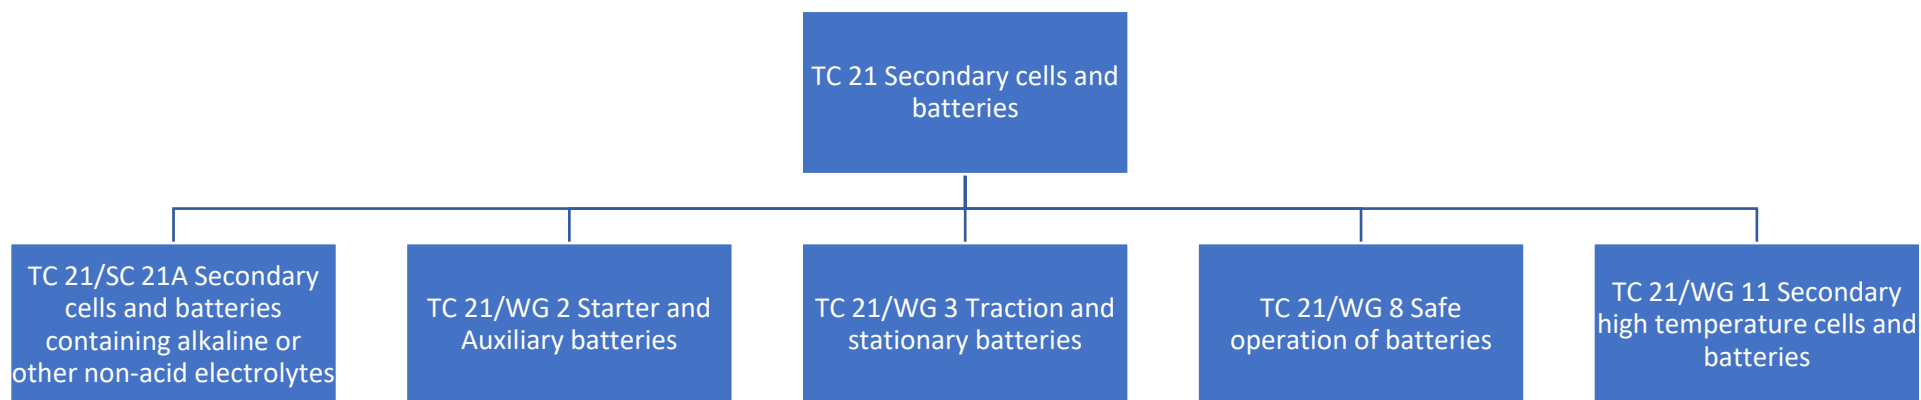 TC 21 Secondary cells and
batteries
TC 21/SC 21A Secondary
cells and batteries
containing alkaline or
other non-acid electrolytes
TC 21/WG 2 Starter and
Auxiliary batteries
TC 21/WG 3 Traction and
stationary batteries
TC 21/WG 8 Safe
operation of batteries
TC 21/WG 11 Secondary
high temperature cells and
batteries